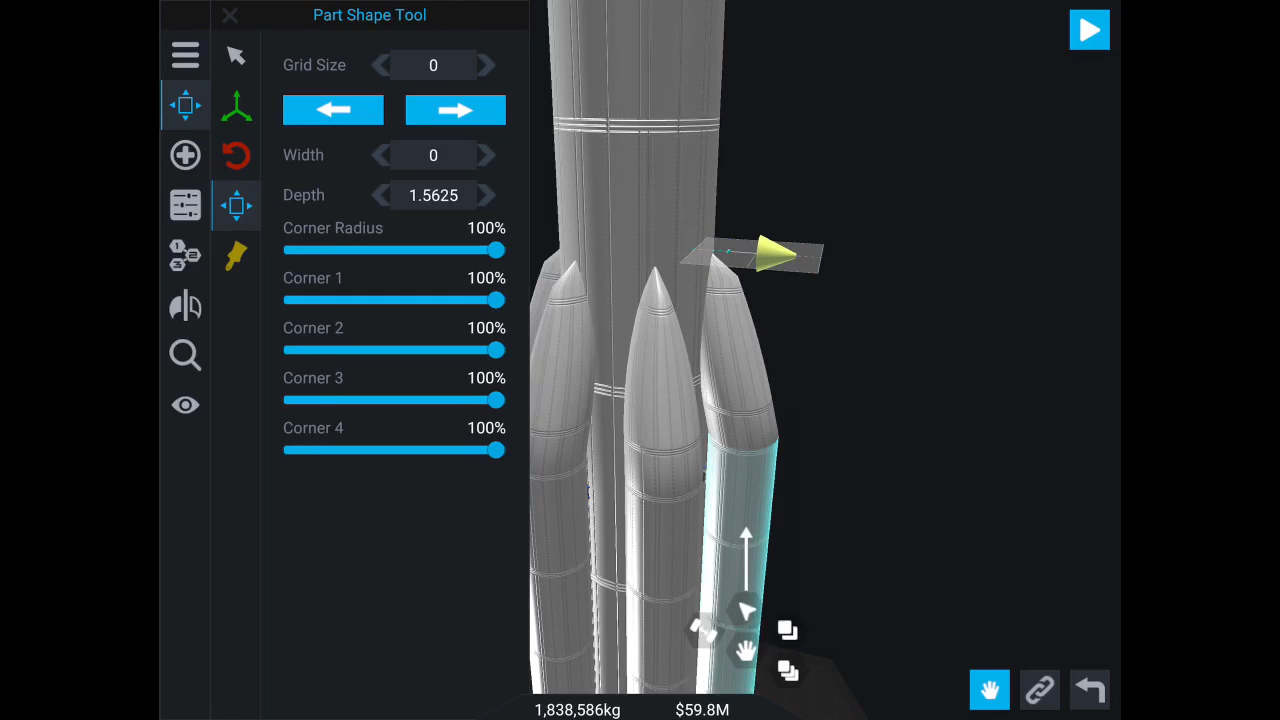 Part Shape Tool
Grid Size 0
Width 0
Depth 1.5625
Corner Radius 100%
Corner 1 100%
Corner 2 100%
Corner 3 100%
Corner 4 100%
1,838,586kg $59.8M